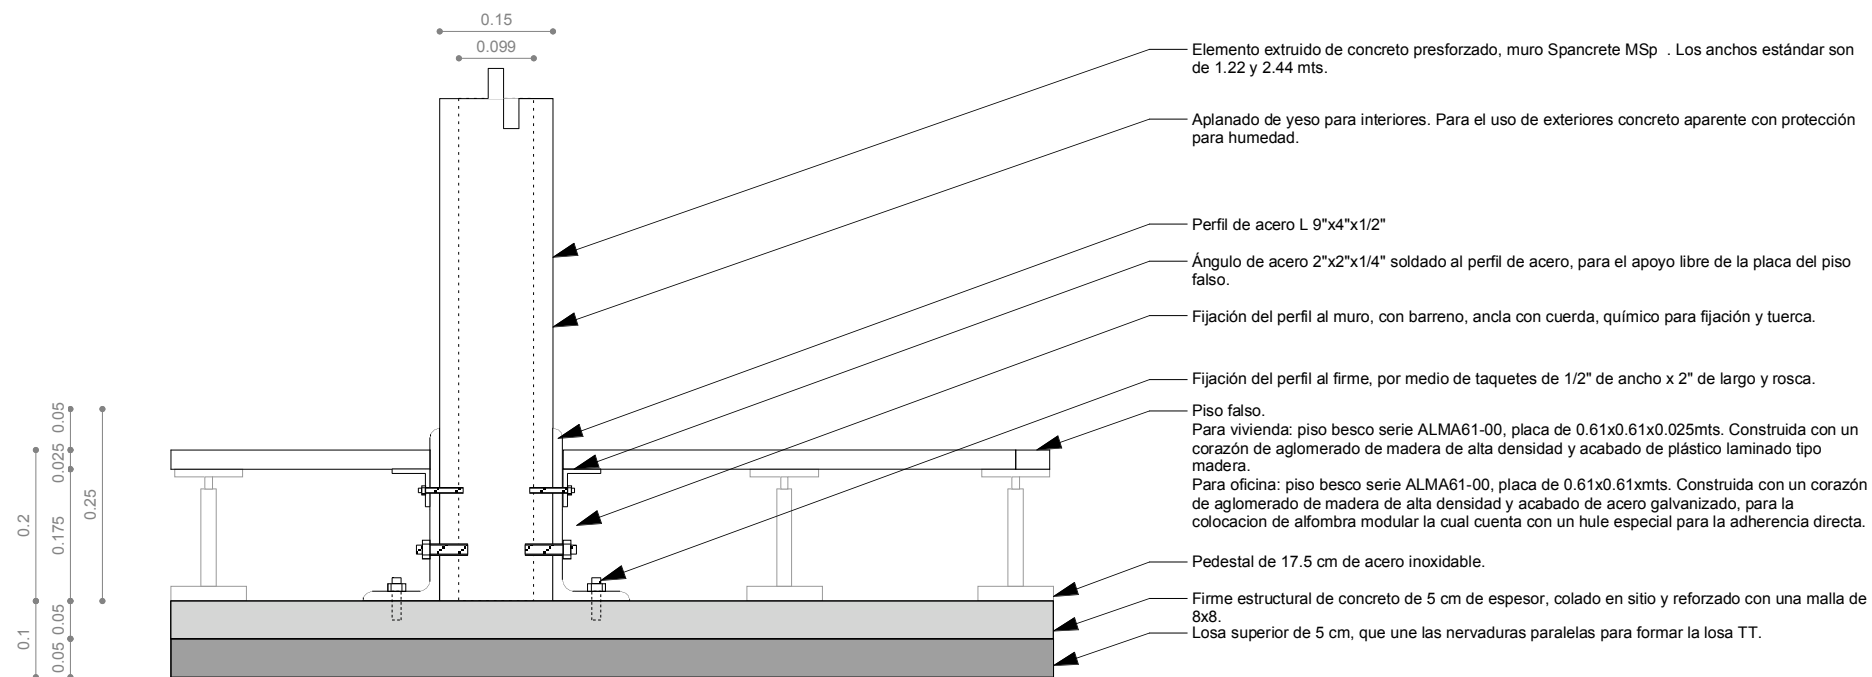 0.15
0.099
Elemento extruido de concreto presforzado, muro Spancrete MSp . Los anchos estándar son
de 1.22 y 2.44 mts.
Aplanado de yeso para interiores. Para el uso de exteriores concreto aparente con protección
para humedad.
Perfil de acero L 9"x4"x1/2"
Ángulo de acero 2"x2"x1/4" soldado al perfil de acero, para el apoyo libre de la placa del piso
falso.
Fijación del perfil al muro, con barreno, ancla con cuerda, químico para fijación y tuerca.
Fijación del perfil al firme, por medio de taquetes de 1/2" de ancho x 2" de largo y rosca.
Piso falso.
Para vivienda: piso besco serie ALMA61-00, placa de 0.61x0.61x0.025mts. Construida con un
corazón de aglomerado de madera de alta densidad y acabado de plástico laminado tipo
madera.
Para oficina: piso besco serie ALMA61-00, placa de 0.61x0.61xmts. Construida con un corazón
de aglomerado de madera de alta densidad y acabado de acero galvanizado, para la
colocacion de alfombra modular la cual cuenta con un hule especial para la adherencia directa.
Pedestal de 17.5 cm de acero inoxidable.
Firme estructural de concreto de 5 cm de espesor, colado en sitio y reforzado con una malla de
8x8.
Losa superior de 5 cm, que une las nervaduras paralelas para formar la losa TT.
0.2
0.1
0.05
0.025
0.175
0.05
0.05
0.25